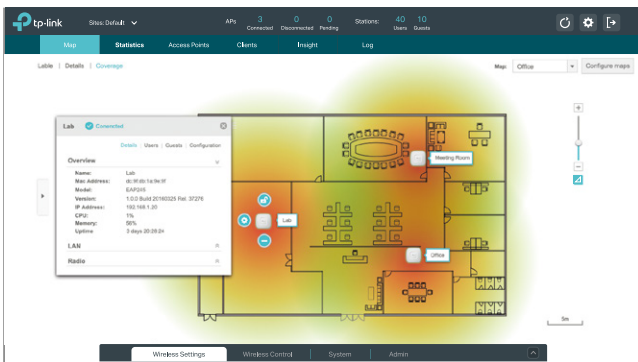 tp-link
Sites: Default
APs
3
Connected
0
Disconnected
0
Pending
Stations:
40
Users
10
Guests
Map
Statistics
Access Points
Clients
Insight
Log
Lable | Details | Coverage
Map: Office
Configure maps
Lab Connected
Details | Users | Guests | Configuration
Overview
Name: Lab
Mac Address:
Model: EAP245
Version: 1.0.0 Build 20160325 Rel. 37276
IP Address: 192.168.1.20
CPU: 1%
Memory: 56%
Uptime 3 days 20:28:24
LAN
Radio
Lab
Meeting Room
Office
5m
Wireless Settings
Wireless Control
System
Admin